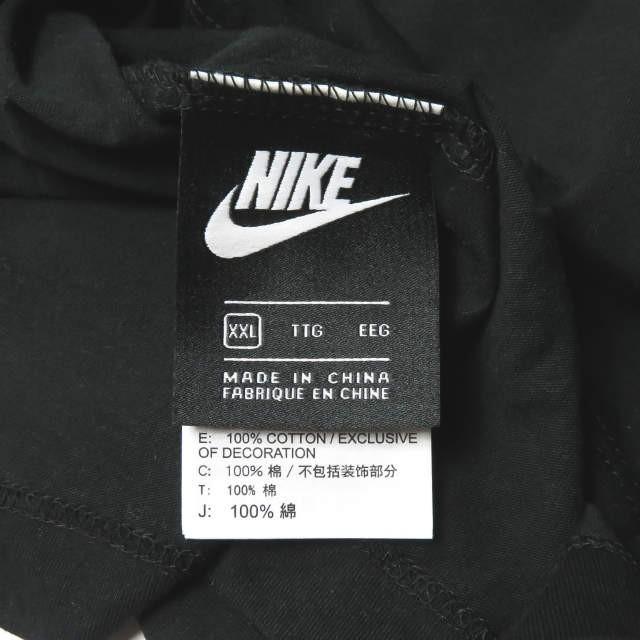 NIKE
XXL TTG EEG
MADE IN CHINA
FABRIQUE EN CHINE
E: 100% COTTON / EXCLUSIVE
OF DECORATION
C: 100% 棉 / 不包括装饰部分
T: 100% 棉
J: 100% 綿